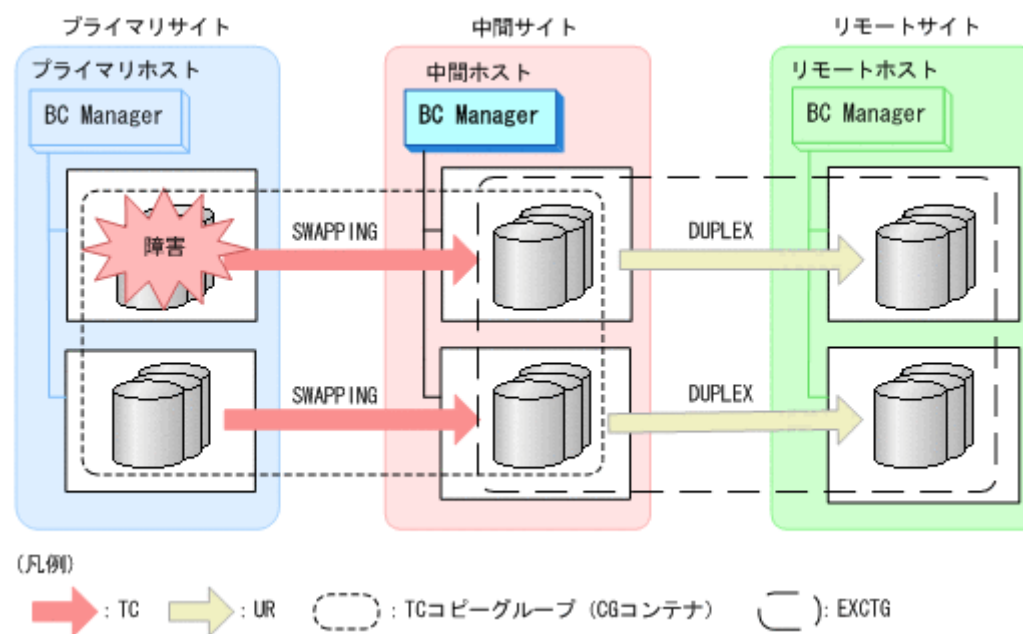 プライマリサイト
中間サイト
リモートサイト
プライマリホスト
中間ホスト
リモートホスト
BC Manager
BC Manager
BC Manager
障害
SWAPPING
DUPLEX
SWAPPING
DUPLEX
(凡例)
: TC
: UR
: TCコピーグループ (CGコンテナ)
: EXCTG